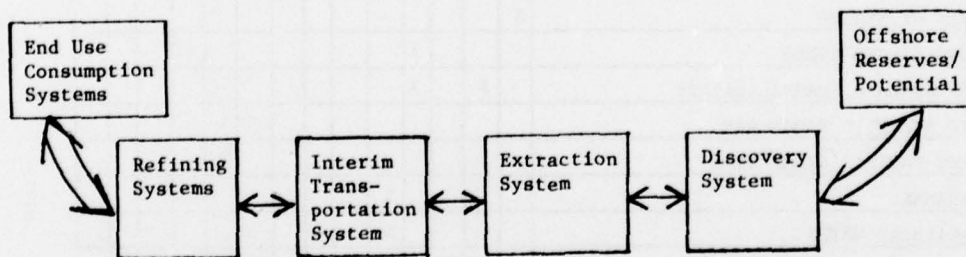 End Use
Consumption
Systems
Refining
Systems
Interim
Trans-
portation
System
Extraction
System
Discovery
System
Offshore
Reserves/
Potential